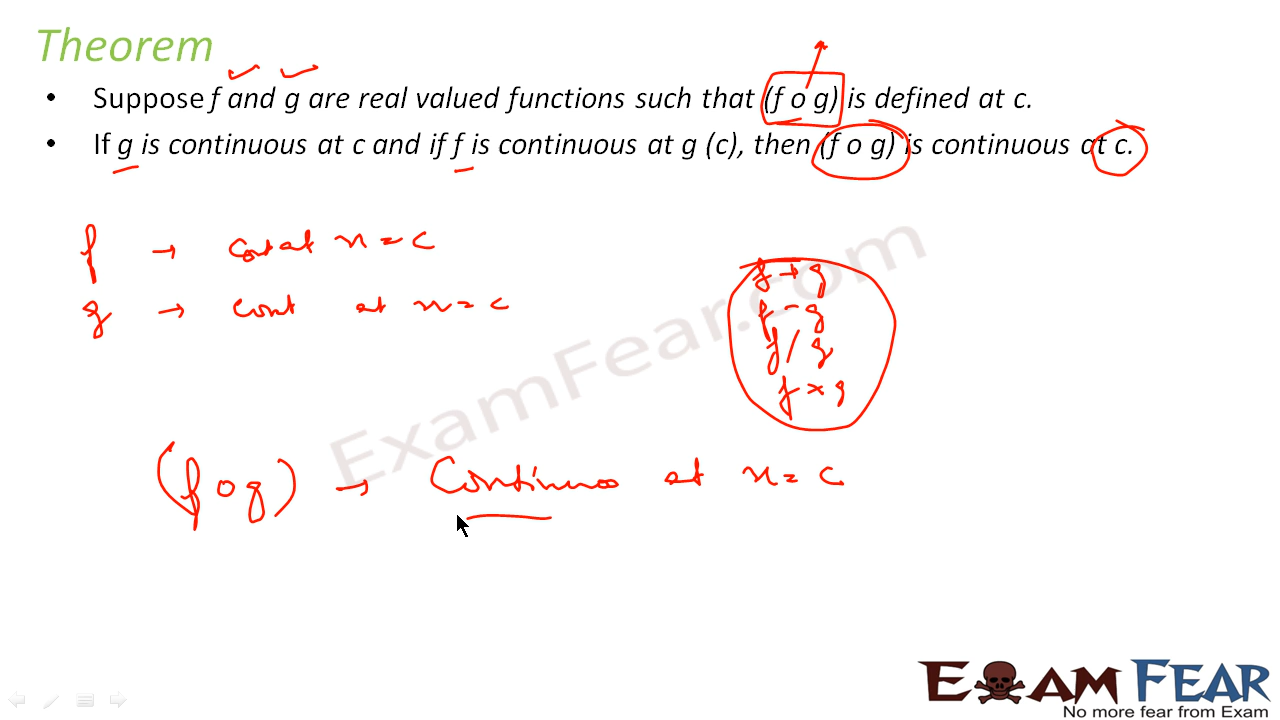 Theorem
• Suppose f and g are real valued functions such that (f o g) is defined at c.
• If g is continuous at c and if f is continuous at g (c), then (f o g) is continuous at c.
f → Cont at x = c
g → Cont at x = c
f + g
f - g
f / g
f × g
(f o g) → Continuo at x = c
ExamFear.com
EXAM FEAR
No more fear from Exam